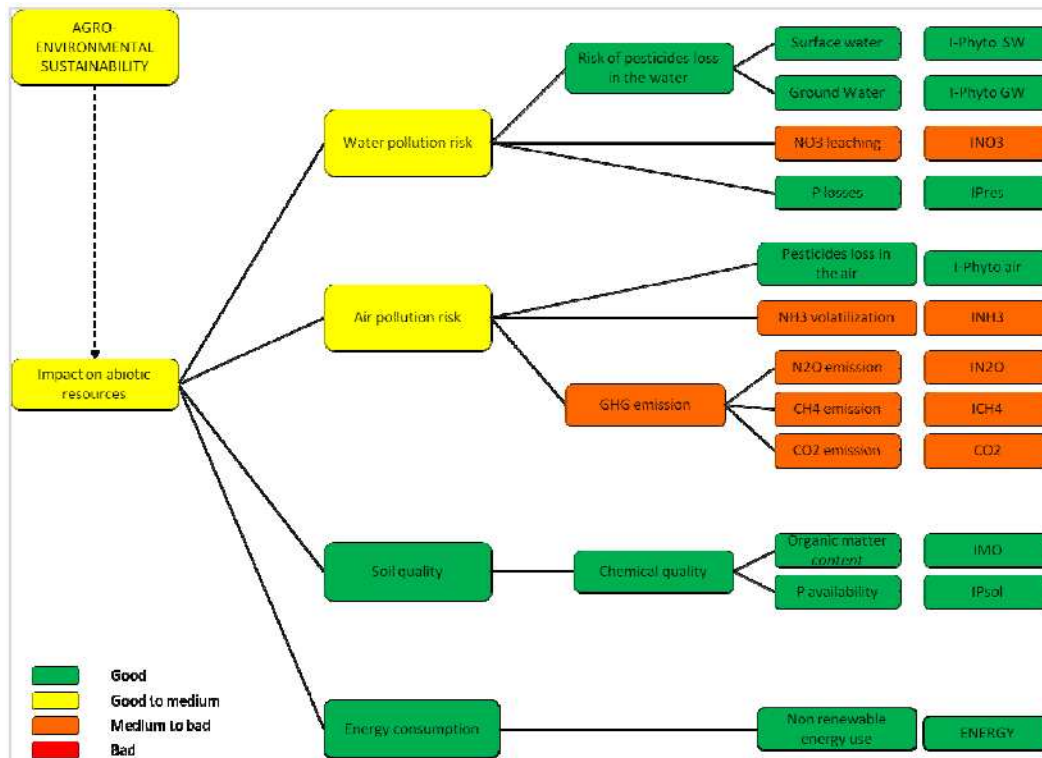 AGRO-
ENVIRONMENTAL
SUSTAINABILITY
Impact on abiotic
resources
Water pollution risk
Risk of pesticides loss
in the water
Surface water
I-Phyto SW
Ground Water
I-Phyto GW
NO3 leaching
INO3
P losses
IPres
Air pollution risk
Pesticides loss in
the air
I-Phyto air
NH3 volatilization
INH3
GHG emission
N2O emission
IN2O
CH4 emission
ICH4
CO2 emission
CO2
Soil quality
Chemical quality
Organic matter
content
IMO
P availability
IPsol
Energy consumption
Non renewable
energy use
ENERGY
Good
Good to medium
Medium to bad
Bad